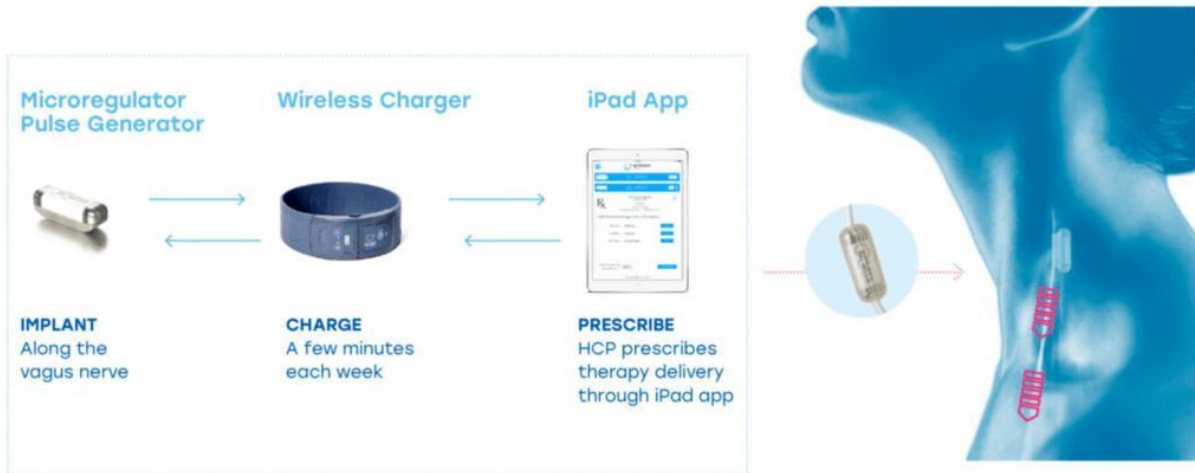 Microregulator
Pulse Generator
Wireless Charger
iPad App
IMPLANT
Along the
vagus nerve
CHARGE
A few minutes
each week
PRESCRIBE
HCP prescribes
therapy delivery
through iPad app